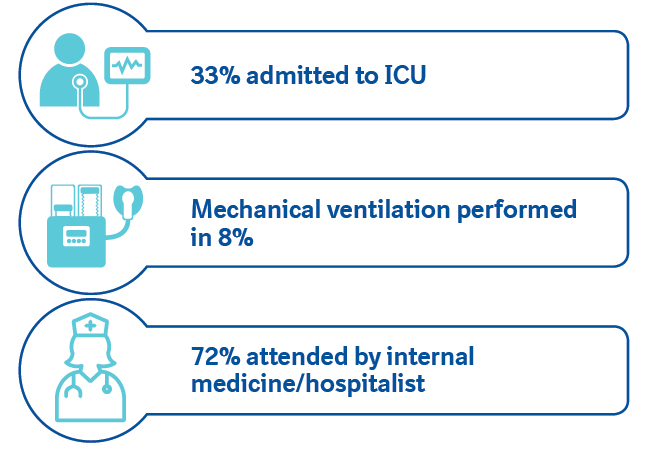 33% admitted to ICU
Mechanical ventilation performed
in 8%
72% attended by internal
medicine/hospitalist